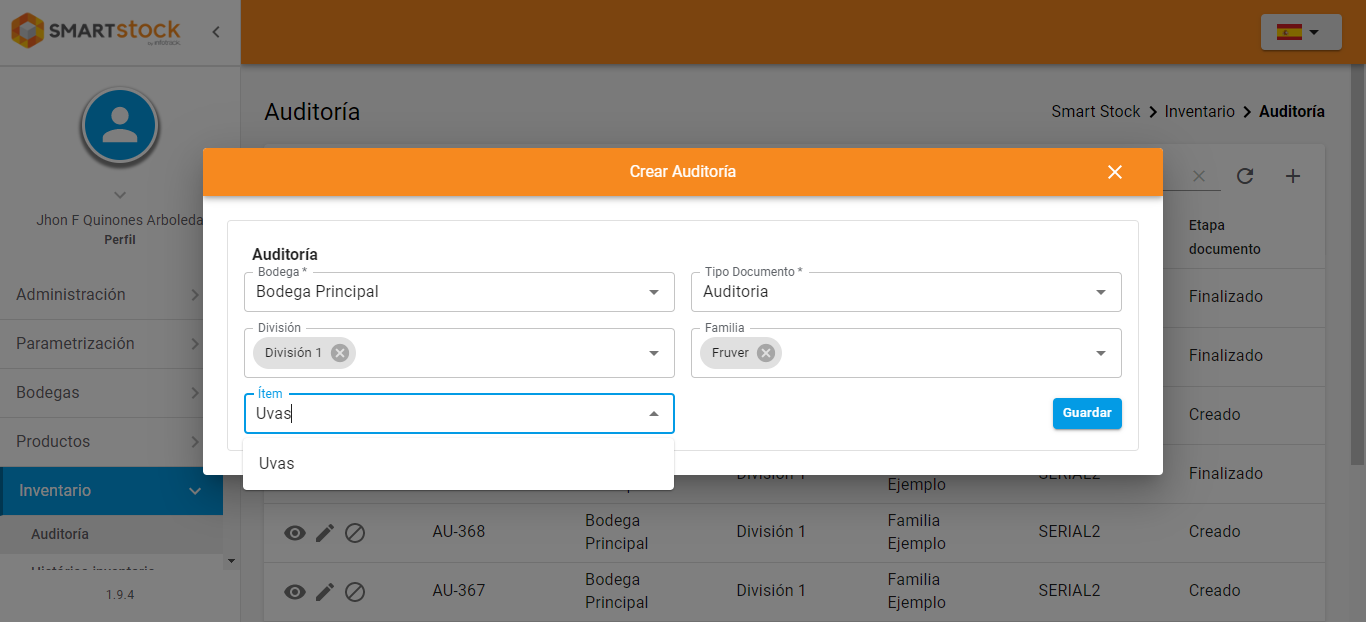 SMARTstock
by infotrack
Auditoría
Smart Stock
Inventario
Auditoría
Jhon F Quinones Arboleda
Perfil
Administración
Parametrización
Bodegas
Productos
Inventario
Auditoría
Histórico inventario
1.9.4
Crear Auditoría
Auditoría
Bodega *
Bodega Principal
Tipo Documento *
Auditoria
División
División 1
Familia
Fruver
Ítem
Uvas
Guardar
Uvas
Etapa
documento
Finalizado
Finalizado
Creado
División 1
Ejemplo
SERIAL2
Finalizado
AU-368
Bodega
Principal
División 1
Familia
Ejemplo
SERIAL2
Creado
AU-367
Bodega
Principal
División 1
Familia
Ejemplo
SERIAL2
Creado